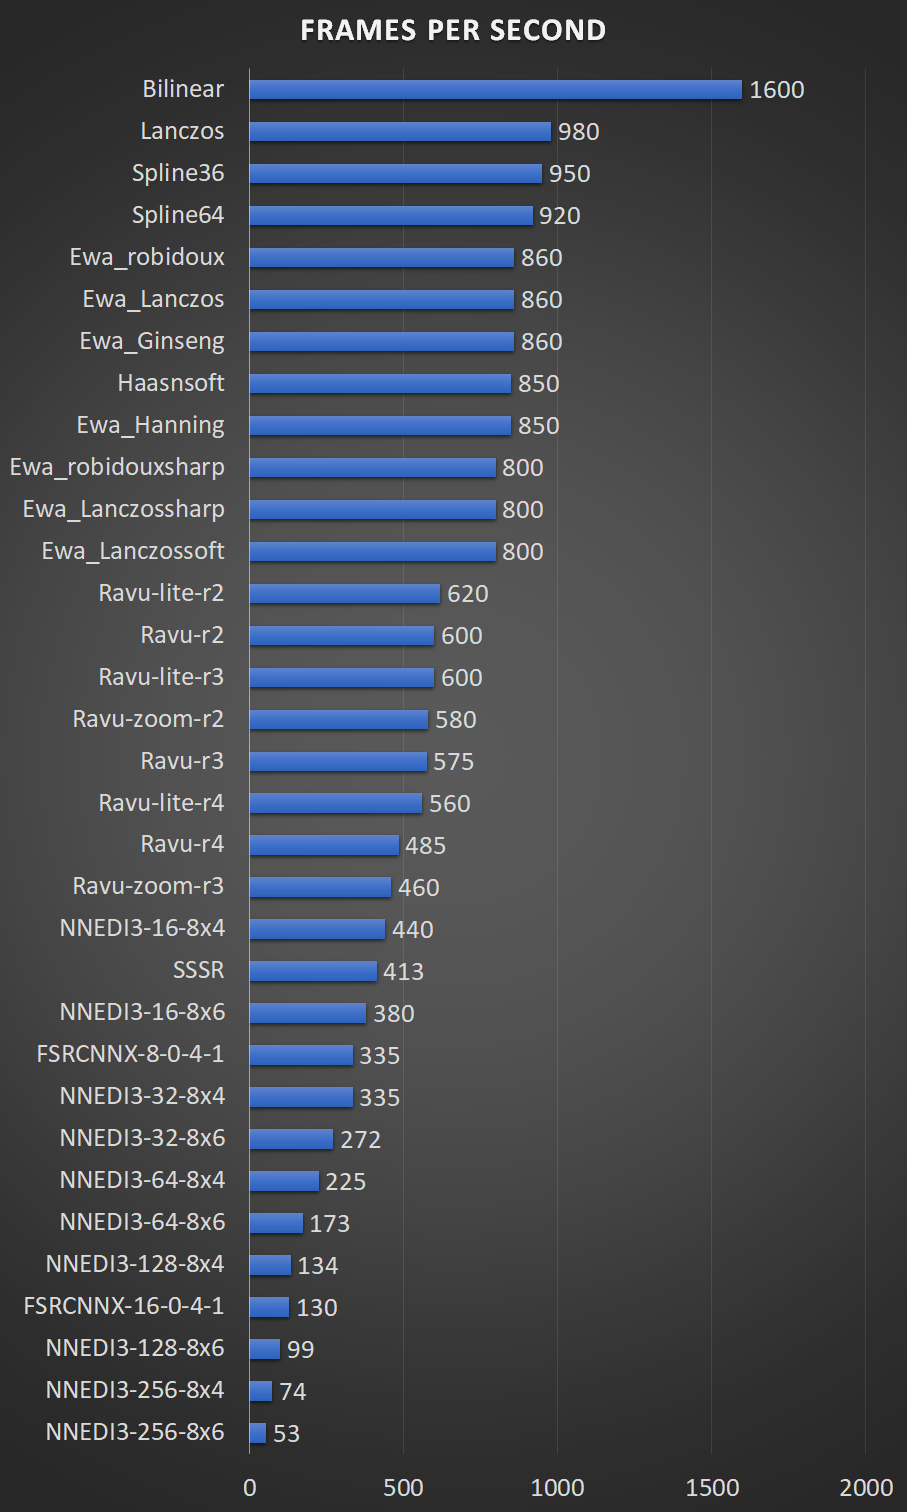 FRAMES PER SECOND
Bilinear 1600
Lanczos 980
Spline36 950
Spline64 920
Ewa_robidoux 860
Ewa_Lanczos 860
Ewa_Ginseng 860
Haasnsoft 850
Ewa_Hanning 850
Ewa_robidouxsharp 800
Ewa_Lanczossharp 800
Ewa_Lanczossoft 800
Ravu-lite-r2 620
Ravu-r2 600
Ravu-lite-r3 600
Ravu-zoom-r2 580
Ravu-r3 575
Ravu-lite-r4 560
Ravu-r4 485
Ravu-zoom-r3 460
NNEDI3-16-8x4 440
SSSR 413
NNEDI3-16-8x6 380
FSRCNNX-8-0-4-1 335
NNEDI3-32-8x4 335
NNEDI3-32-8x6 272
NNEDI3-64-8x4 225
NNEDI3-64-8x6 173
NNEDI3-128-8x4 134
FSRCNNX-16-0-4-1 130
NNEDI3-128-8x6 99
NNEDI3-256-8x4 74
NNEDI3-256-8x6 53
0 500 1000 1500 2000